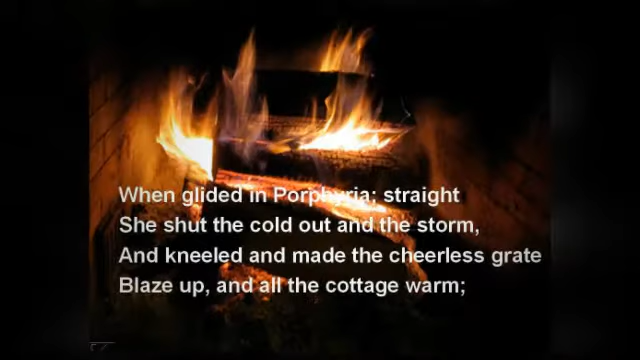 When glided in Porphyria; straight
She shut the cold out and the storm,
And kneeled and made the cheerless grate
Blaze up, and all the cottage warm;